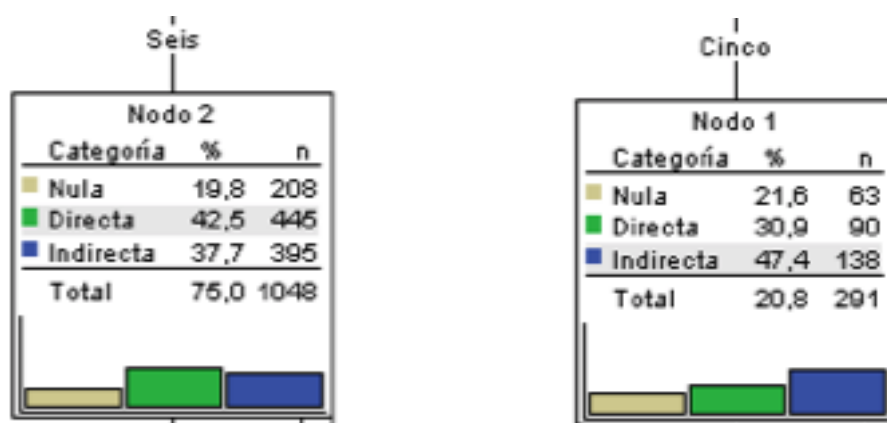 Seis
Nodo 2
Categoría % n
Nula 19,8 208
Directa 42,5 445
Indirecta 37,7 395
Total 75,0 1048
Cinco
Nodo 1
Categoría % n
Nula 21,6 63
Directa 30,9 90
Indirecta 47,4 138
Total 20,8 291